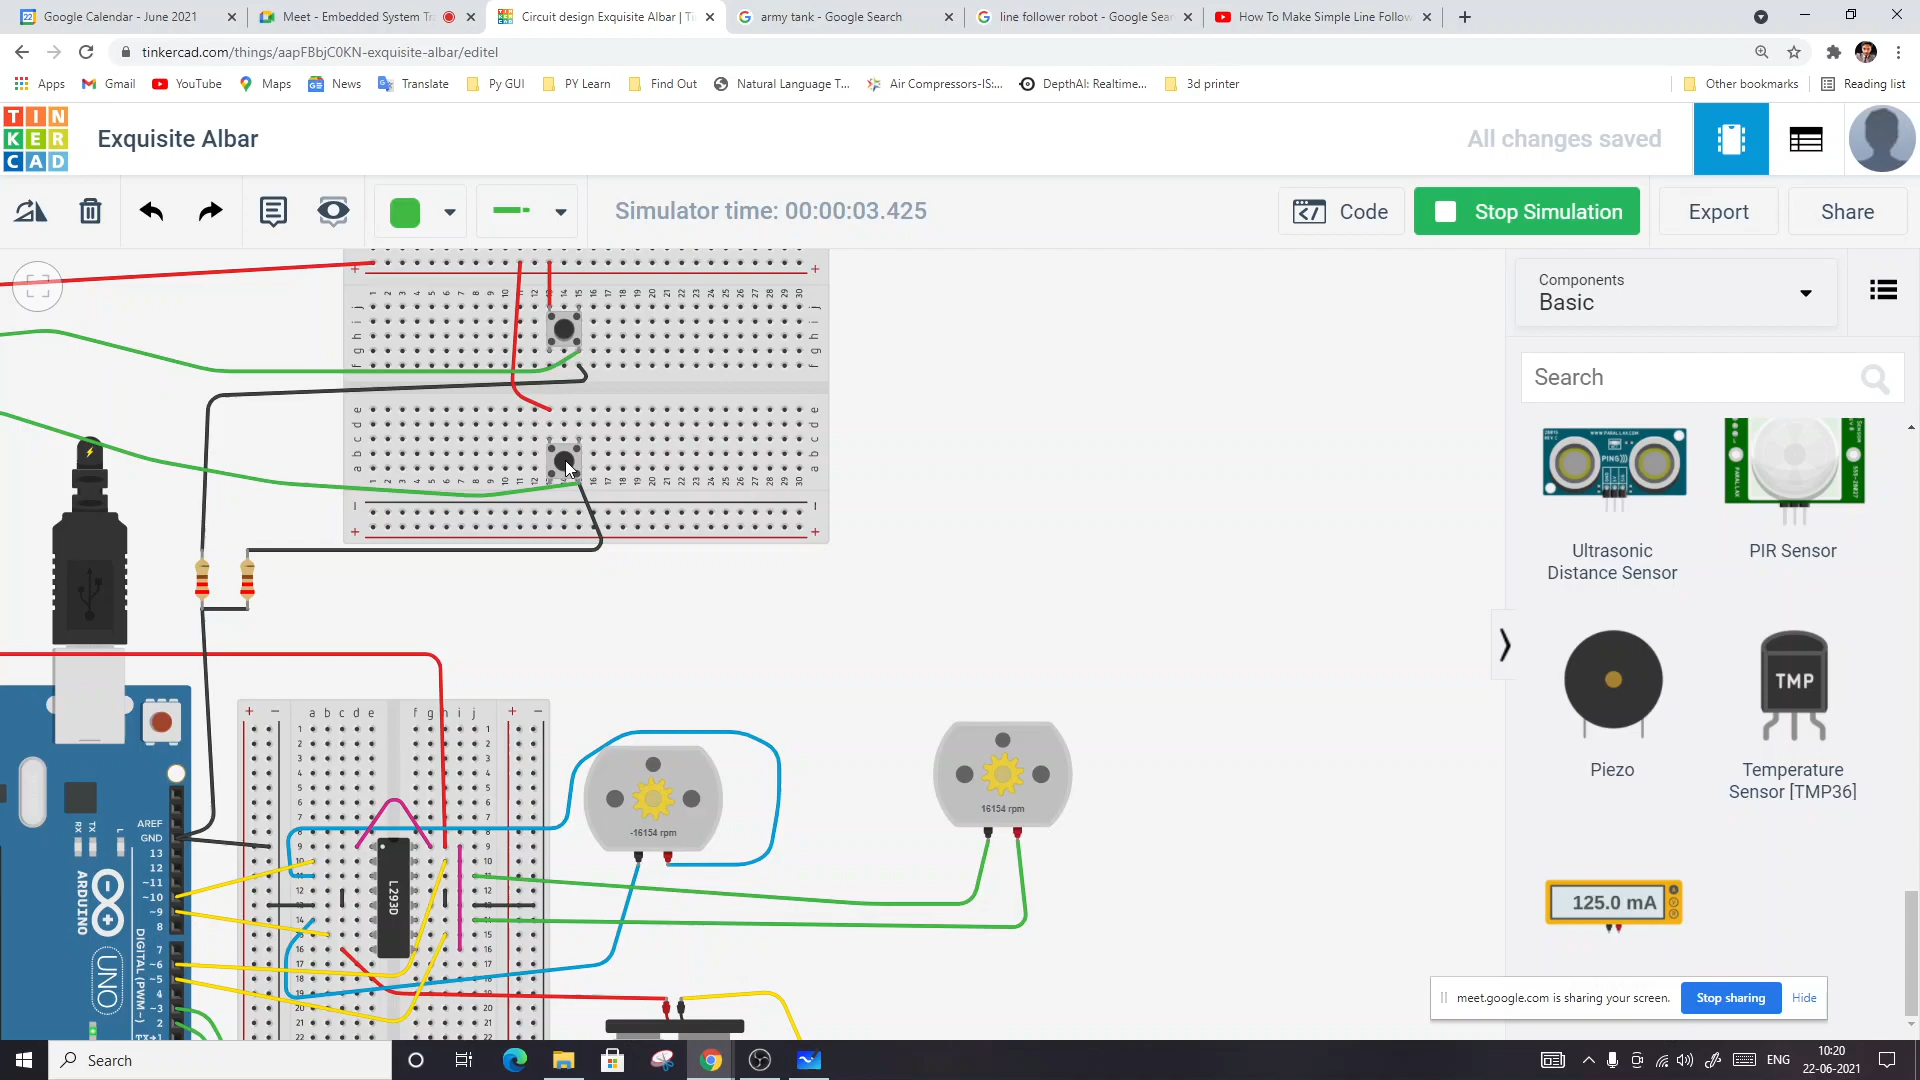 Google Calendar - June 2021
Meet - Embedded System Tra
Circuit design Exquisite Albar | Ti
army tank - Google Search
line follower robot - Google Sear
How To Make Simple Line Follow
tinkercad.com/things/aapFBbjC0KN-exquisite-albar/editel
Apps
Gmail
YouTube
Maps
News
Translate
Py GUI
PY Learn
Find Out
Natural Language T...
Air Compressors-IS:...
DepthAI: Realtime...
3d printer
Other bookmarks
Reading list
TIN
KER
CAD
Exquisite Albar
All changes saved
Simulator time: 00:00:03.425
Code
Stop Simulation
Export
Share
Components
Basic
Search
Ultrasonic
Distance Sensor
PIR Sensor
TMP
Piezo
Temperature
Sensor [TMP36]
125.0 mA
-16154 rpm
16154 rpm
L293D
AREF
GND
13
12
~11
~10
~9
8
7
~6
~5
4
~3
2
TX→1
RX
TX
L
ARDUINO
UNO
DIGITAL (PWM~)
meet.google.com is sharing your screen.
Stop sharing
Hide
Search
ENG
10:20
22-06-2021